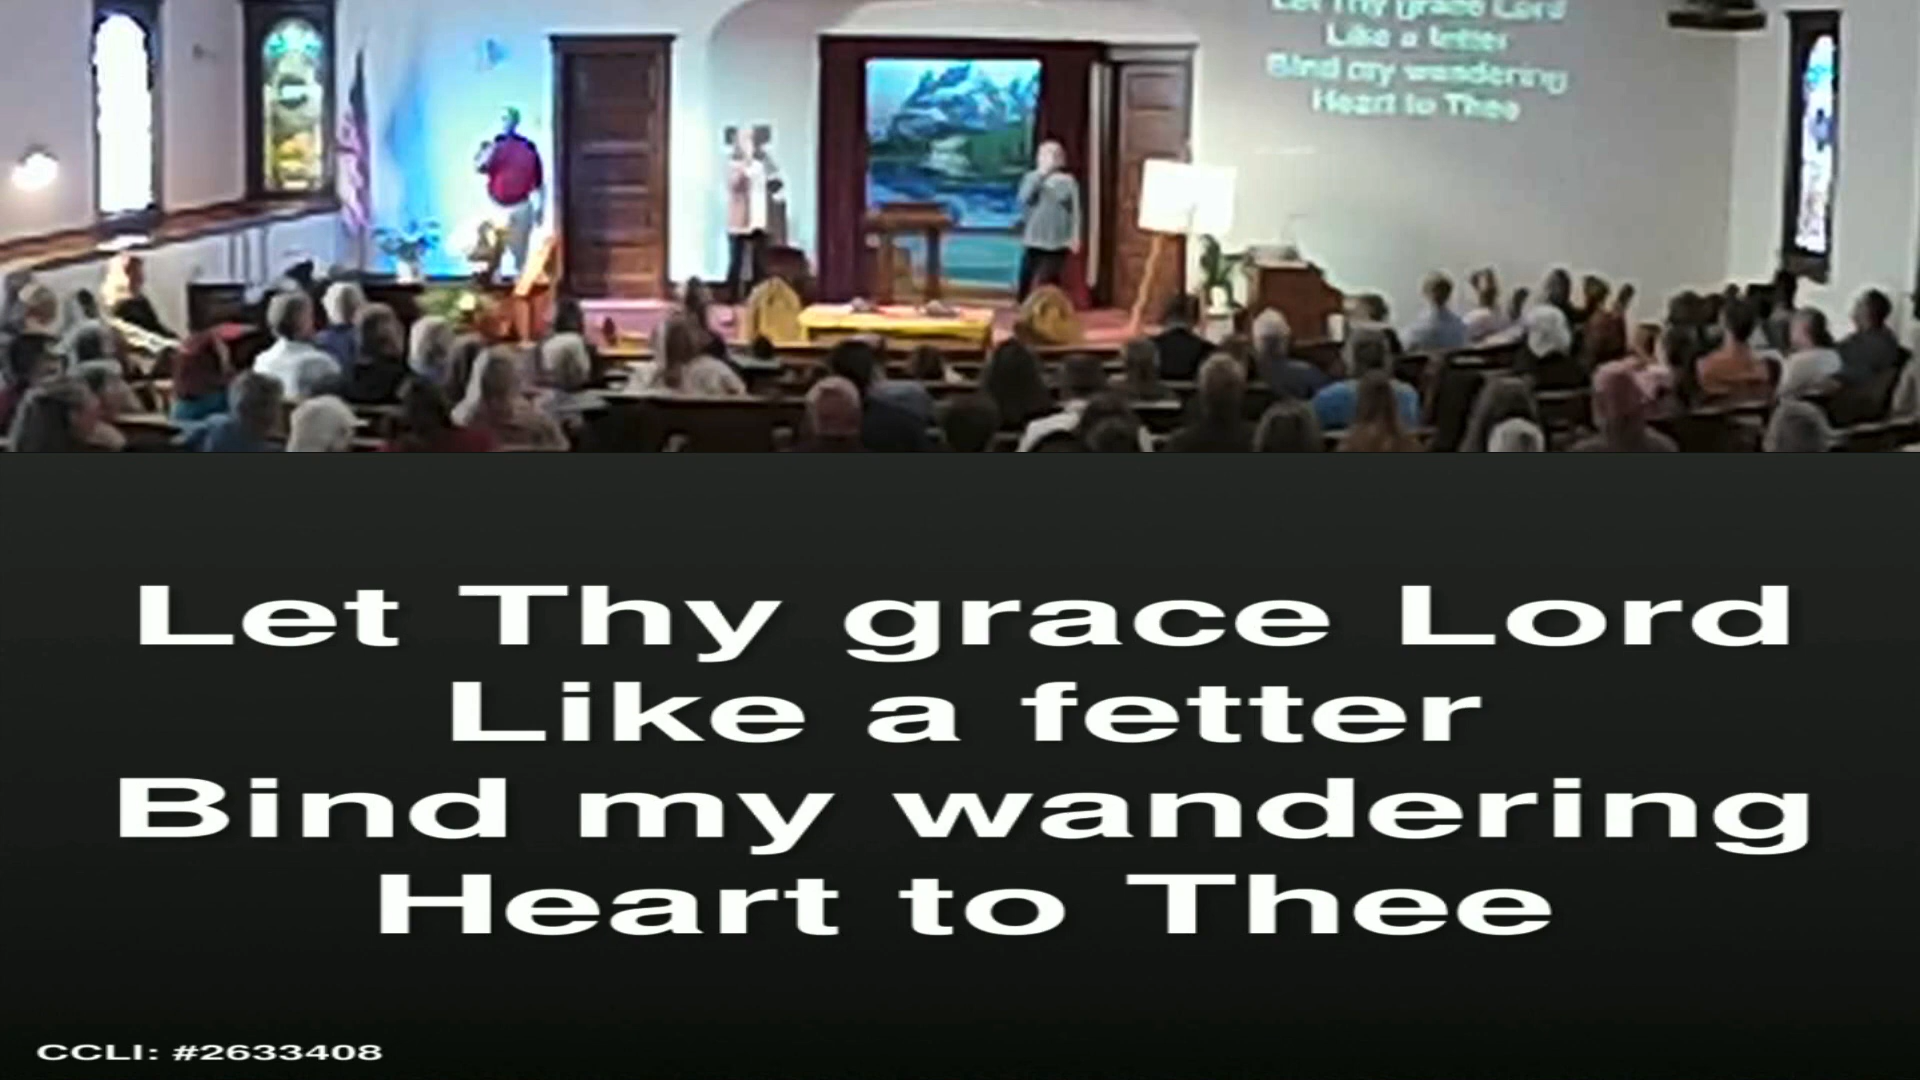 Let Thy grace Lord
Like a fetter
Bind my wandering
Heart to Thee
Let Thy grace Lord
Like a fetter
Bind my wandering
Heart to Thee
CCLI: #2633408